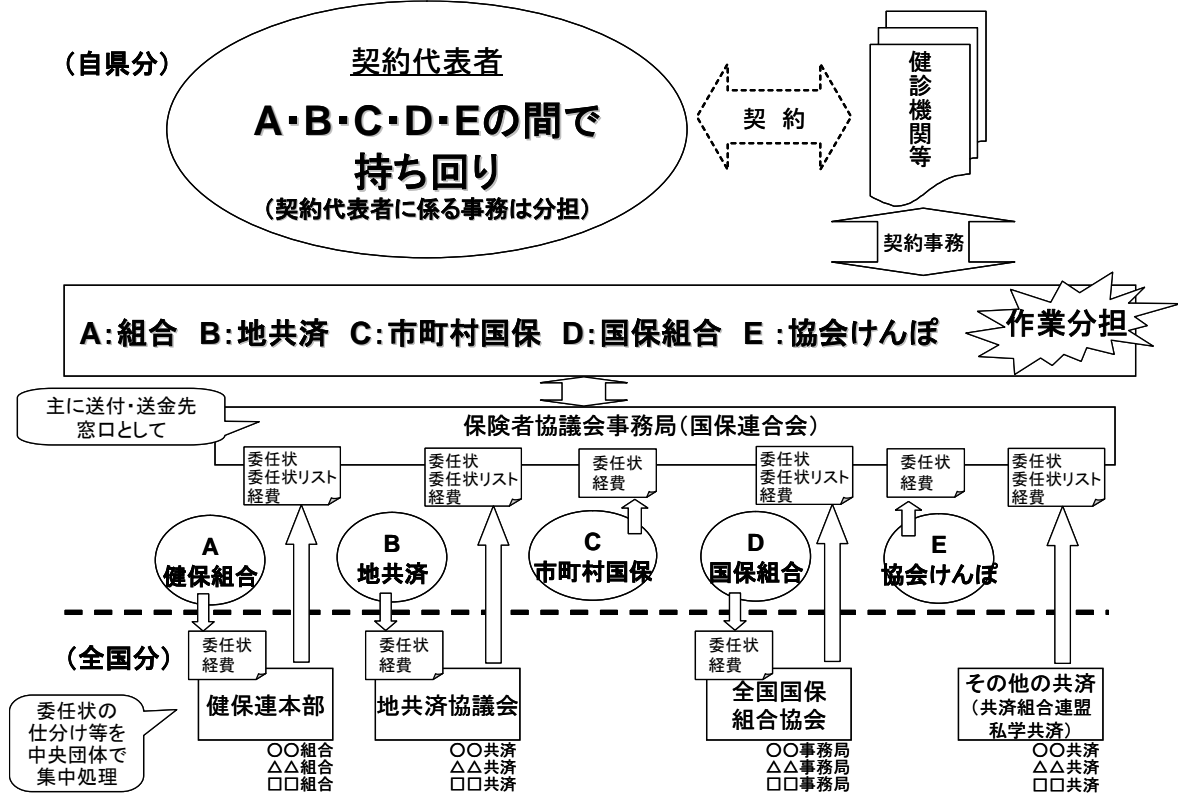 (自県分)
契約代表者
A・B・C・D・Eの間で
持ち回り
(契約代表者に係る事務は分担)
契 約
健診機関等
契約事務
A:組合 B:地共済 C:市町村国保 D:国保組合 E:協会けんぽ
作業分担
主に送付・送金先
窓口として
保険者協議会事務局(国保連合会)
委任状
委任状リスト
経費
委任状
委任状リスト
経費
委任状
経費
委任状
委任状リスト
経費
委任状
経費
委任状
委任状リスト
経費
A
健保組合
B
地共済
C
市町村国保
D
国保組合
E
協会けんぽ
(全国分)
委任状
経費
委任状
経費
委任状
経費
委任状の
仕分け等を
中央団体で
集中処理
健保連本部
〇〇組合
△△組合
□□組合
地共済協議会
〇〇共済
△△共済
□□共済
全国国保
組合協会
〇〇事務局
△△事務局
□□事務局
その他の共済
(共済組合連盟
私学共済)
〇〇共済
△△共済
□□共済